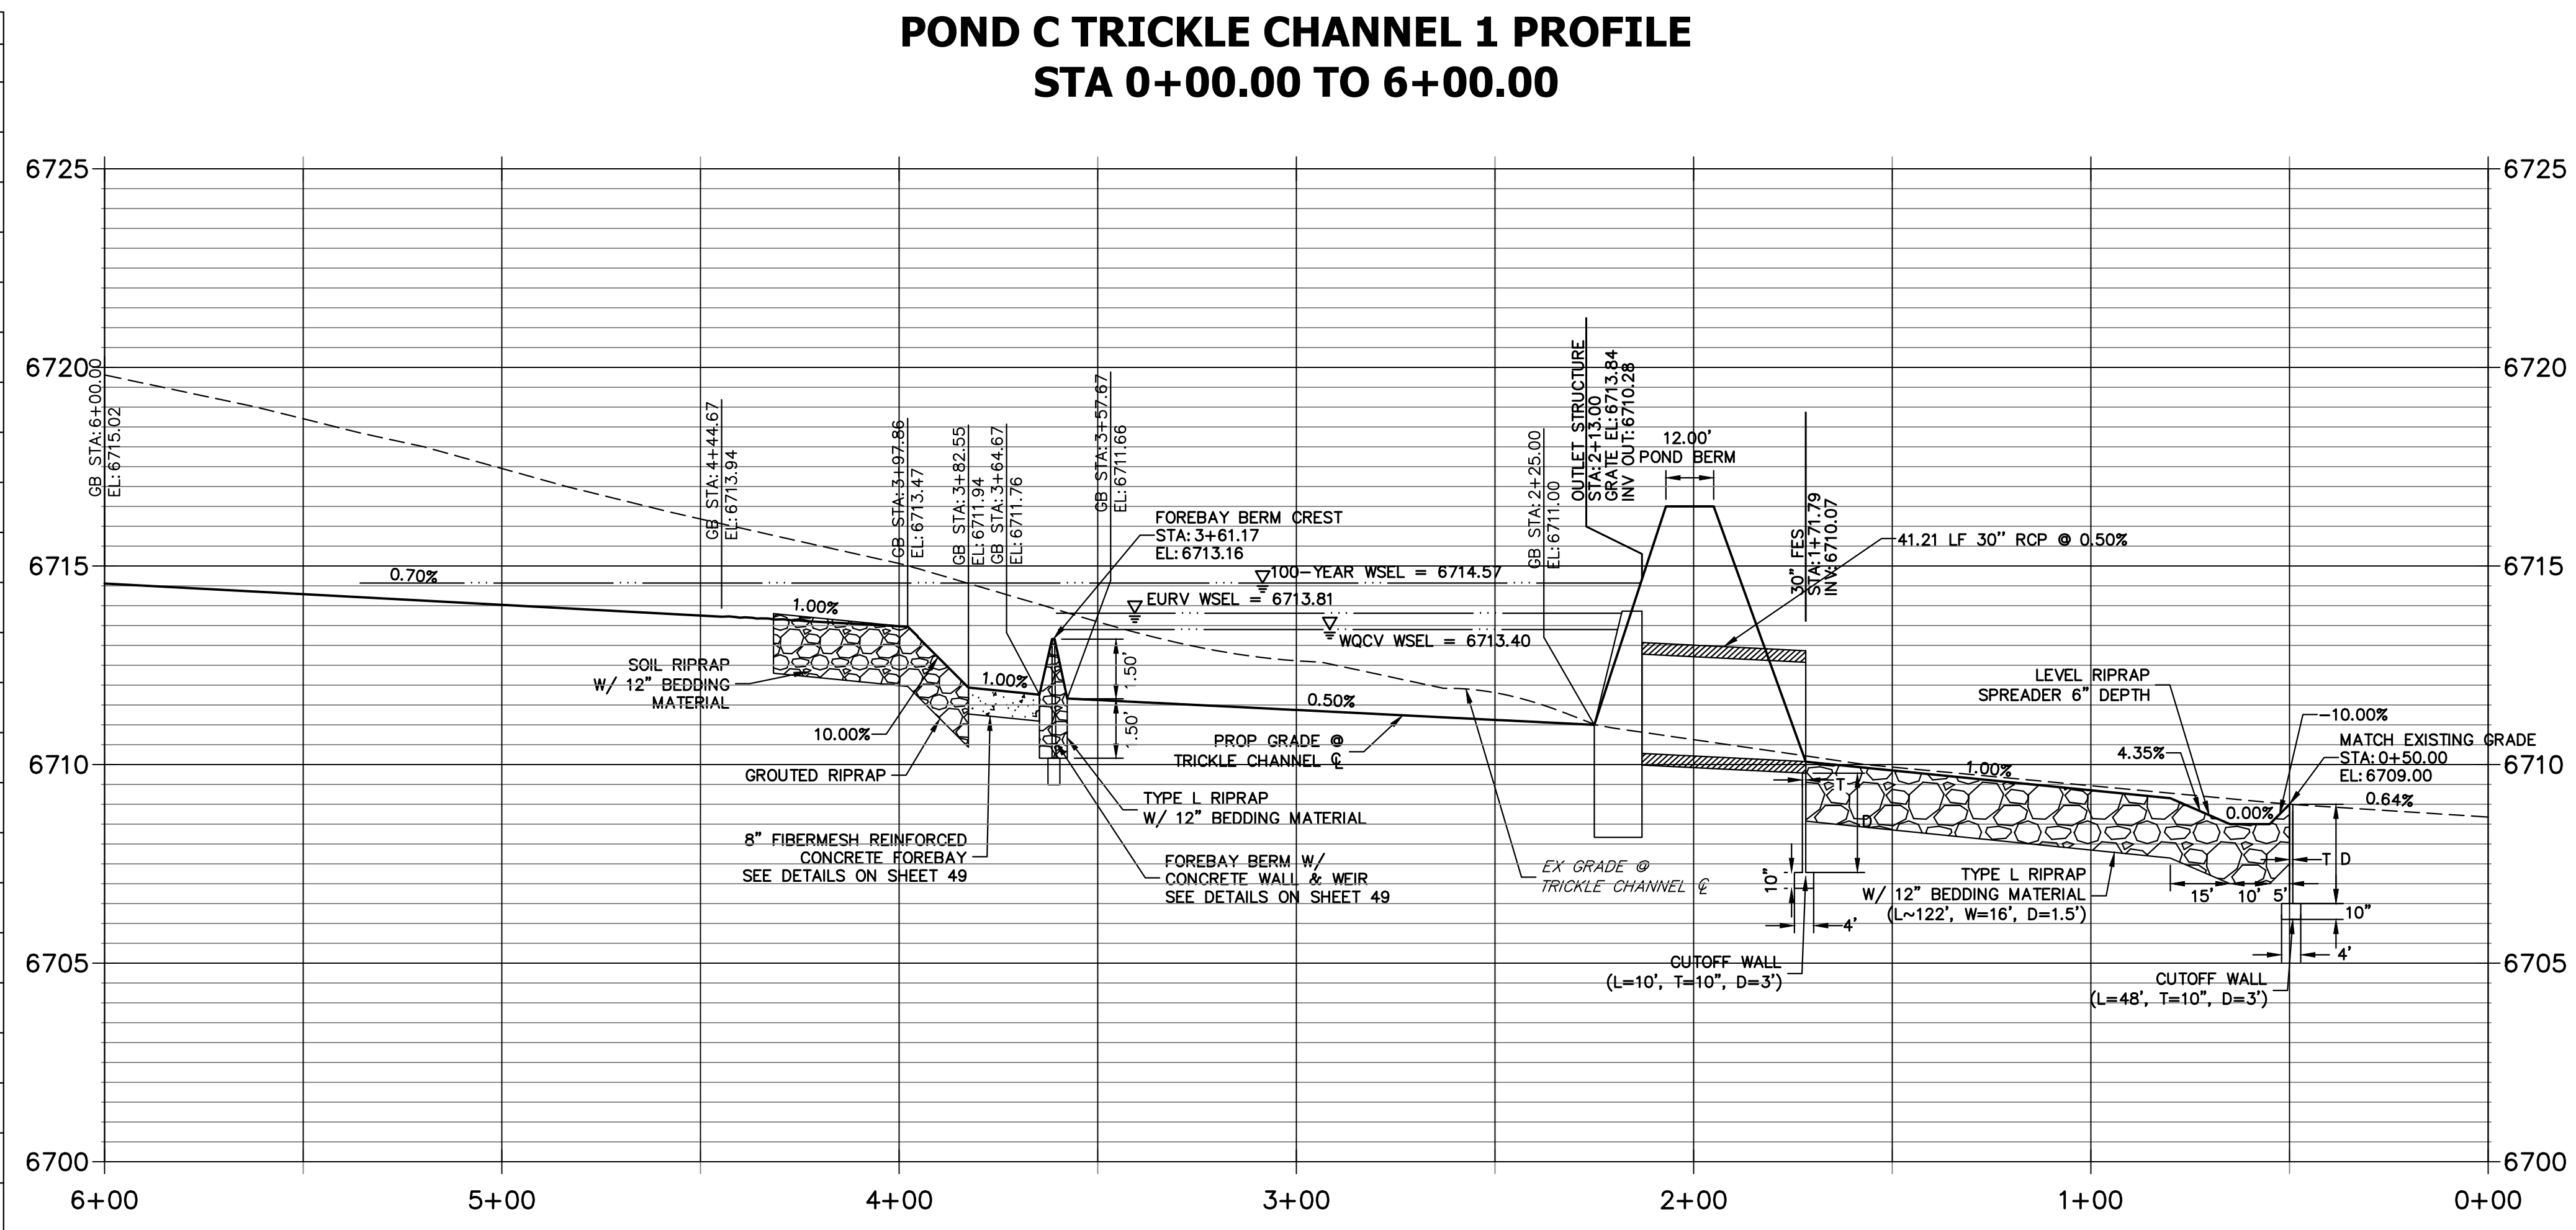 POND C TRICKLE CHANNEL 1 PROFILE
STA 0+00.00 TO 6+00.00
6725
6725
6720
6720
6715
6715
6710
6710
6705
6705
6700
6700
6+00
5+00
4+00
3+00
2+00
1+00
0+00
GB STA:6+00.00
EL:6715.02
0.70%
GB STA:4+44.67
EL:6713.94
1.00%
GB STA:3+97.86
EL:6713.47
GB STA:3+82.55
EL:6711.94
GB STA:3+64.67
EL:6711.76
GB STA:3+57.67
EL:6711.66
FOREBAY BERM CREST
STA:3+61.17
EL:6713.16
100-YEAR WSEL = 6714.57
EURV WSEL = 6713.81
WQCV WSEL = 6713.40
SOIL RIPRAP
W/ 12" BEDDING
MATERIAL
10.00%
GROUTED RIPRAP
1.00%
1.50'
1.50'
8" FIBERMESH REINFORCED
CONCRETE FOREBAY
SEE DETAILS ON SHEET 49
TYPE L RIPRAP
W/ 12" BEDDING MATERIAL
FOREBAY BERM W/
CONCRETE WALL & WEIR
SEE DETAILS ON SHEET 49
0.50%
PROP GRADE @
TRICKLE CHANNEL ℄
EX GRADE @
TRICKLE CHANNEL ℄
GB STA:2+25.00
EL:6711.00
OUTLET STRUCTURE
STA:2+13.00
GRATE EL:6713.84
INV OUT:6710.28
12.00'
POND BERM
30" FES
STA:1+71.79
INV:6710.07
41.21 LF 30" RCP @ 0.50%
T
D
10"
4'
CUTOFF WALL
(L=10', T=10", D=3')
1.00%
TYPE L RIPRAP
W/ 12" BEDDING MATERIAL
(L~122', W=16', D=1.5')
LEVEL RIPRAP
SPREADER 6" DEPTH
4.35%
0.00%
-10.00%
MATCH EXISTING GRADE
STA:0+50.00
EL:6709.00
0.64%
15'
10'
5'
T
D
10"
4'
CUTOFF WALL
(L=48', T=10", D=3')